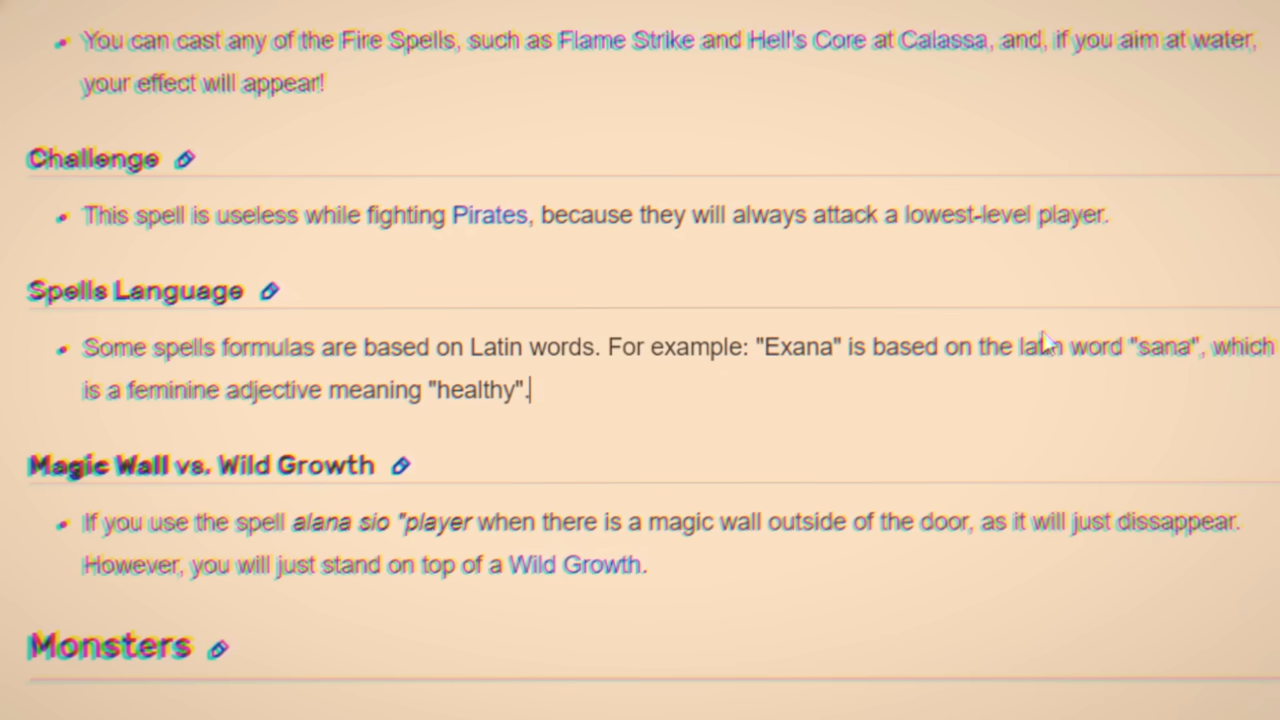 You can cast any of the Fire Spells, such as Flame Strike and Hell's Core at Calassa, and, if you aim at water,
your effect will appear!
Challenge
This spell is useless while fighting Pirates, because they will always attack a lowest-level player.
Spells Language
Some spells formulas are based on Latin words. For example: "Exana" is based on the latin word "sana", which
is a feminine adjective meaning "healthy".
Magic Wall vs. Wild Growth
If you use the spell alana sio "player when there is a magic wall outside of the door, as it will just dissappear.
However, you will just stand on top of a Wild Growth.
Monsters